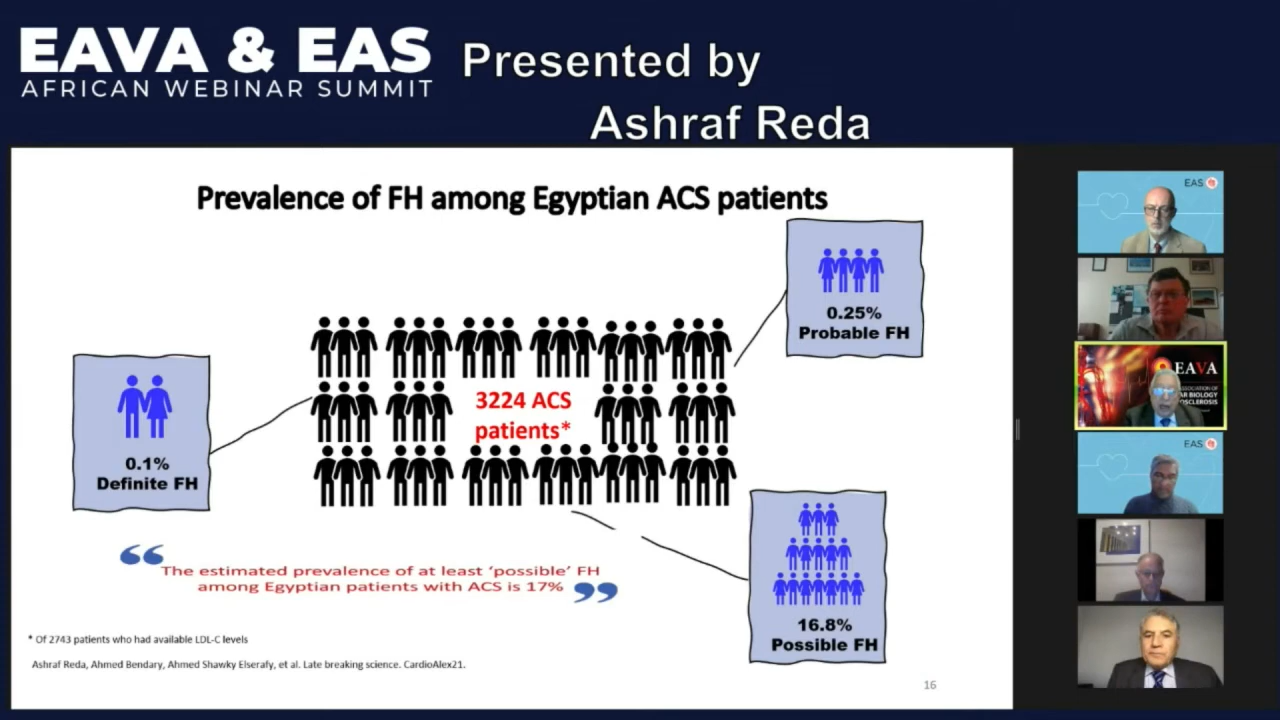 EAVA & EAS
AFRICAN WEBINAR SUMMIT
Presented by
Ashraf Reda
Prevalence of FH among Egyptian ACS patients
0.25%
Probable FH
3224 ACS
patients*
0.1%
Definite FH
“The estimated prevalence of at least ‘possible’ FH
among Egyptian patients with ACS is 17%”
16.8%
Possible FH
* Of 2743 patients who had available LDL-C levels
Ashraf Reda, Ahmed Bendary, Ahmed Shawky Elserafy, et al. Late breaking science. CardioAlex21.
16
EAS
EAVA
EAS